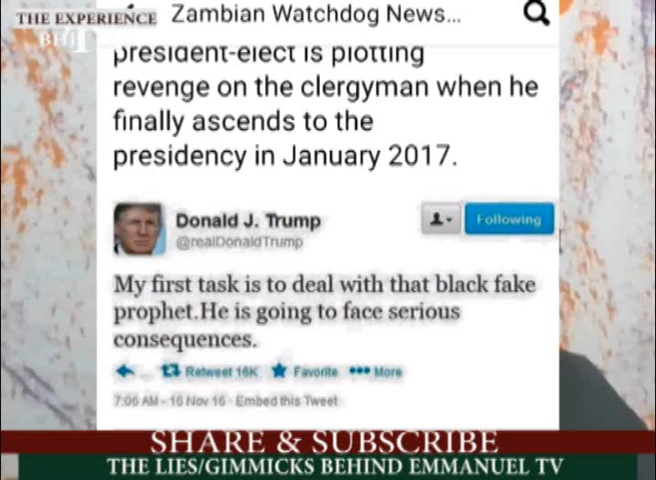 THE EXPERIENCE
Zambian Watchdog News...
president-elect is plotting
revenge on the clergyman when he
finally ascends to the
presidency in January 2017.
Donald J. Trump
@realDonaldTrump
Following
My first task is to deal with that black fake
prophet.He is going to face serious
consequences.
Retweet 16K Favorite More
7:06 AM - 16 Nov 16 · Embed this Tweet
SHARE & SUBSCRIBE
THE LIES/GIMMICKS BEHIND EMMANUEL TV